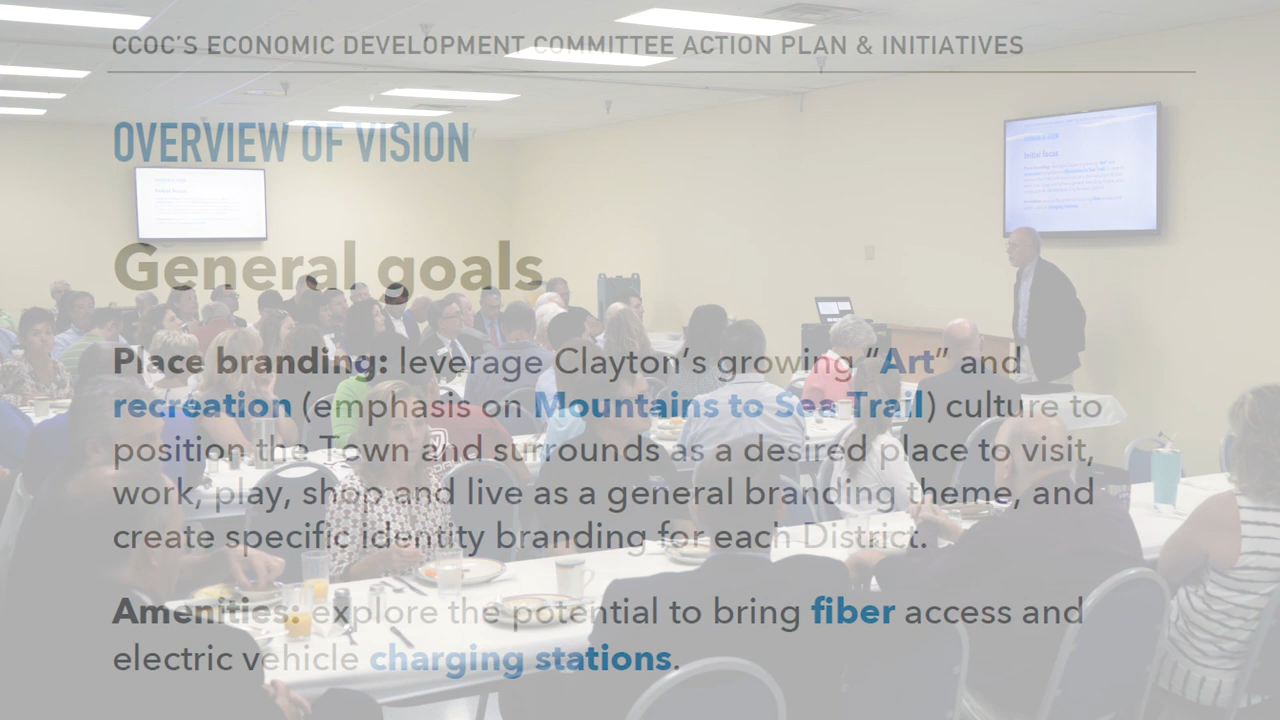 CCOC'S ECONOMIC DEVELOPMENT COMMITTEE ACTION PLAN & INITIATIVES
OVERVIEW OF VISION
General goals
Place branding: leverage Clayton's growing "Art" and
recreation (emphasis on Mountains to Sea Trail) culture to
position the Town and surrounds as a desired place to visit,
work, play, shop and live as a general branding theme, and
create specific identity branding for each District.
Amenities: explore the potential to bring fiber access and
electric vehicle charging stations.
Initial focus